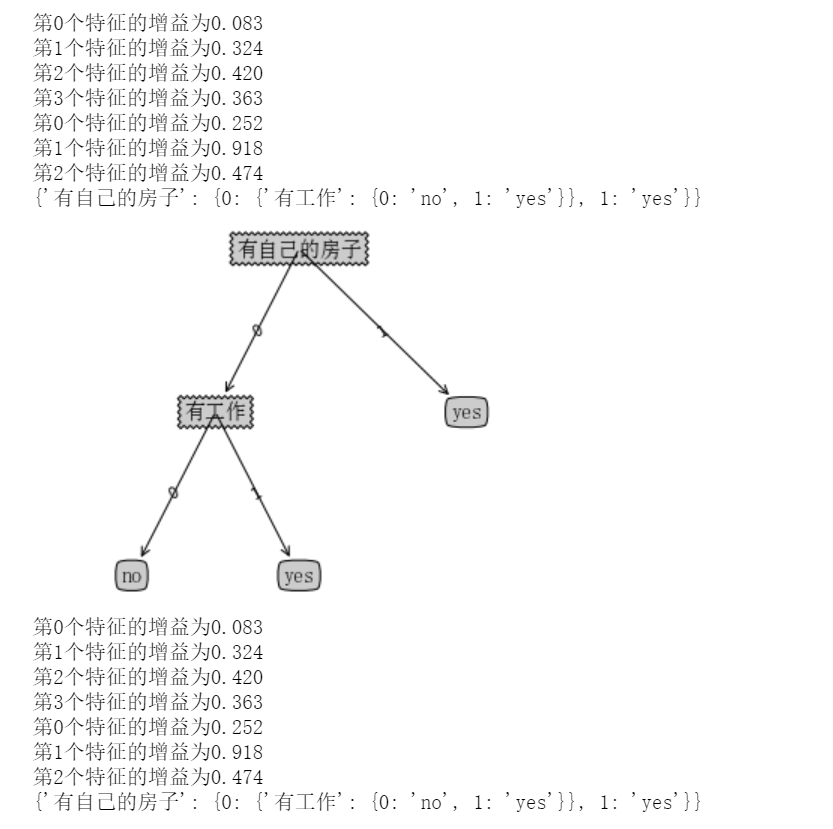 第0个特征的增益为0.083
第1个特征的增益为0.324
第2个特征的增益为0.420
第3个特征的增益为0.363
第0个特征的增益为0.252
第1个特征的增益为0.918
第2个特征的增益为0.474
{'有自己的房子': {0: {'有工作': {0: 'no', 1: 'yes'}}, 1: 'yes'}}
有自己的房子
0
1
有工作
yes
0
1
no
yes
第0个特征的增益为0.083
第1个特征的增益为0.324
第2个特征的增益为0.420
第3个特征的增益为0.363
第0个特征的增益为0.252
第1个特征的增益为0.918
第2个特征的增益为0.474
{'有自己的房子': {0: {'有工作': {0: 'no', 1: 'yes'}}, 1: 'yes'}}